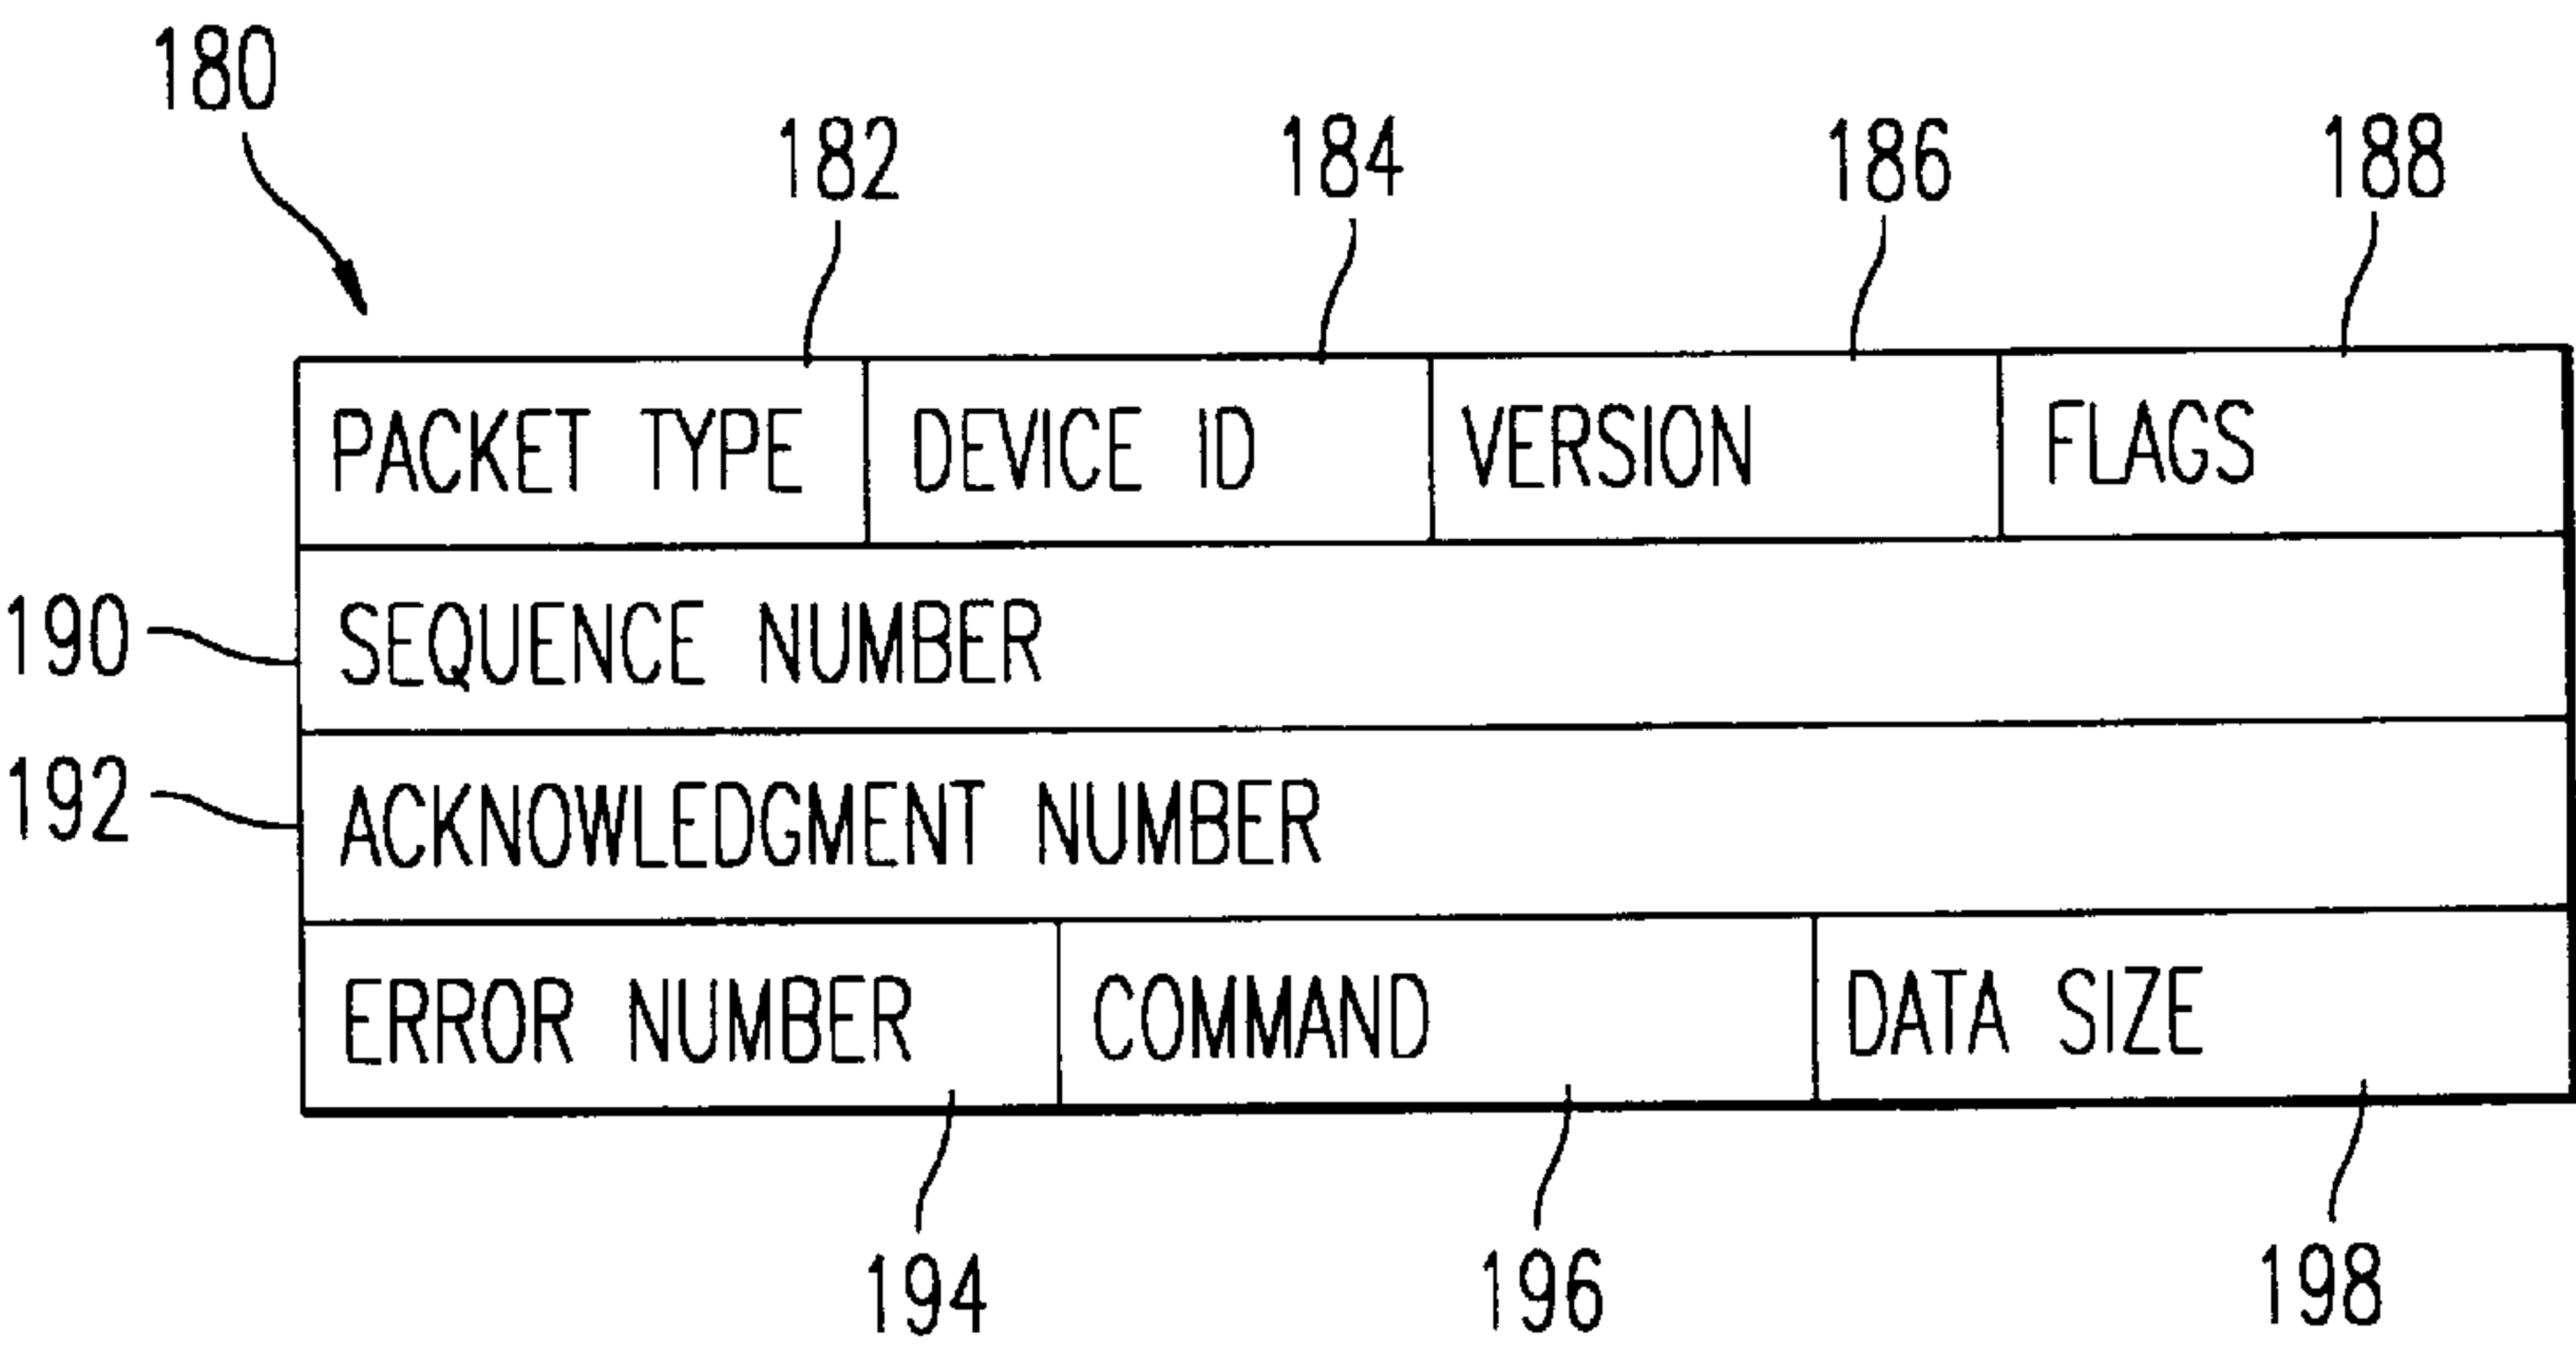 180
182 184 186 188
PACKET TYPE DEVICE ID VERSION FLAGS
190 SEQUENCE NUMBER
192 ACKNOWLEDGMENT NUMBER
ERROR NUMBER COMMAND DATA SIZE
194 196 198